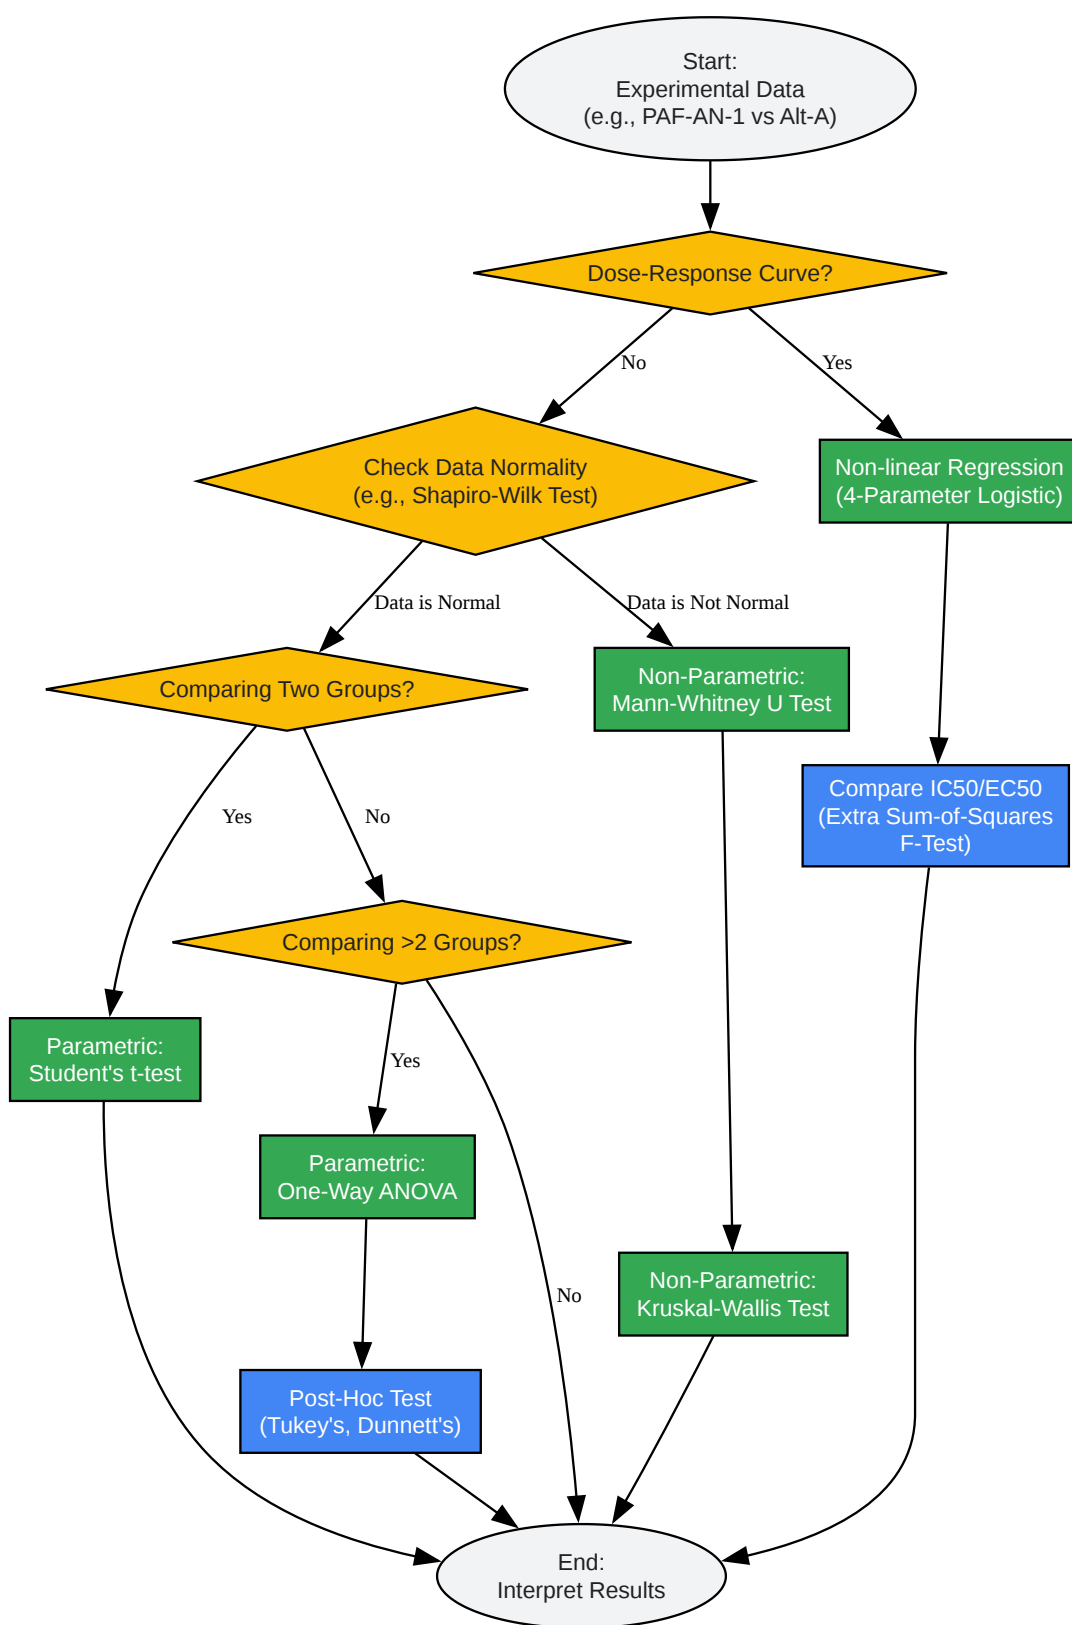 Start:
Experimental Data
(e.g., PAF-AN-1 vs Alt-A)
Dose-Response Curve?
No
Yes
Check Data Normality
(e.g., Shapiro-Wilk Test)
Non-linear Regression
(4-Parameter Logistic)
Data is Normal
Data is Not Normal
Comparing Two Groups?
Non-Parametric:
Mann-Whitney U Test
Compare IC50/EC50
(Extra Sum-of-Squares
F-Test)
Yes
No
Comparing >2 Groups?
Parametric:
Student's t-test
Yes
Parametric:
One-Way ANOVA
No
Non-Parametric:
Kruskal-Wallis Test
Post-Hoc Test
(Tukey's, Dunnett's)
End:
Interpret Results